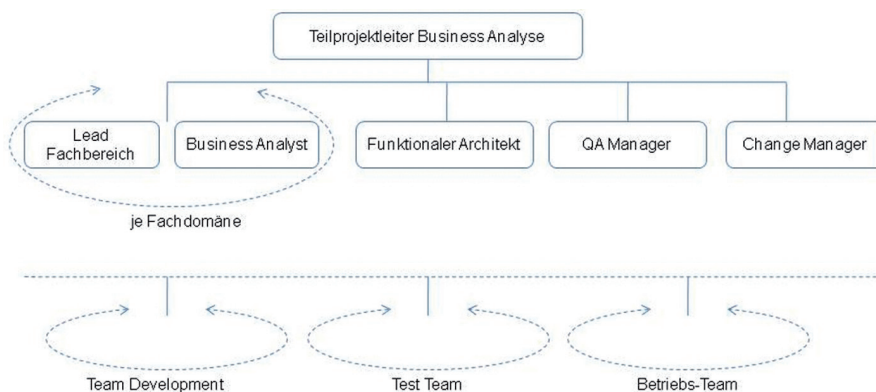 Teilprojektleiter Business Analyse
Lead
Fachbereich
Business Analyst
Funktionaler Architekt
QA Manager
Change Manager
je Fachdomäne
Team Development
Test Team
Betriebs-Team